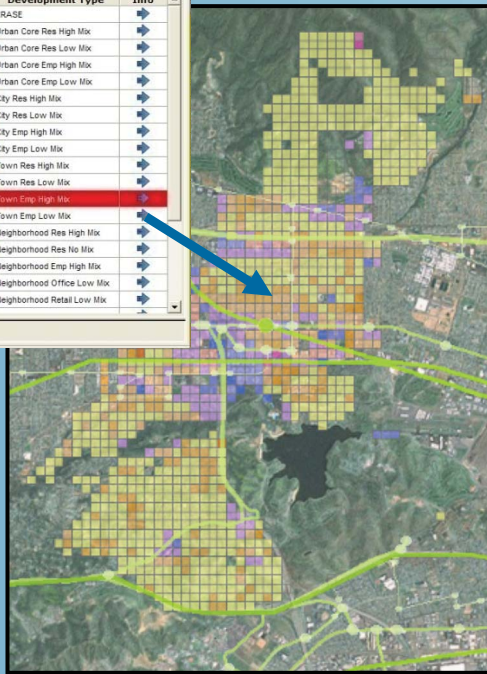 Development Type Info
RASE
rban Core Res High Mix
rban Core Res Low Mix
rban Core Emp High Mix
rban Core Emp Low Mix
ity Res High Mix
ity Res Low Mix
ity Emp High Mix
ity Emp Low Mix
own Res High Mix
own Res Low Mix
own Emp High Mix
own Emp Low Mix
eighborhood Res High Mix
eighborhood Res No Mix
eighborhood Emp High Mix
eighborhood Office Low Mix
eighborhood Retail Low Mix